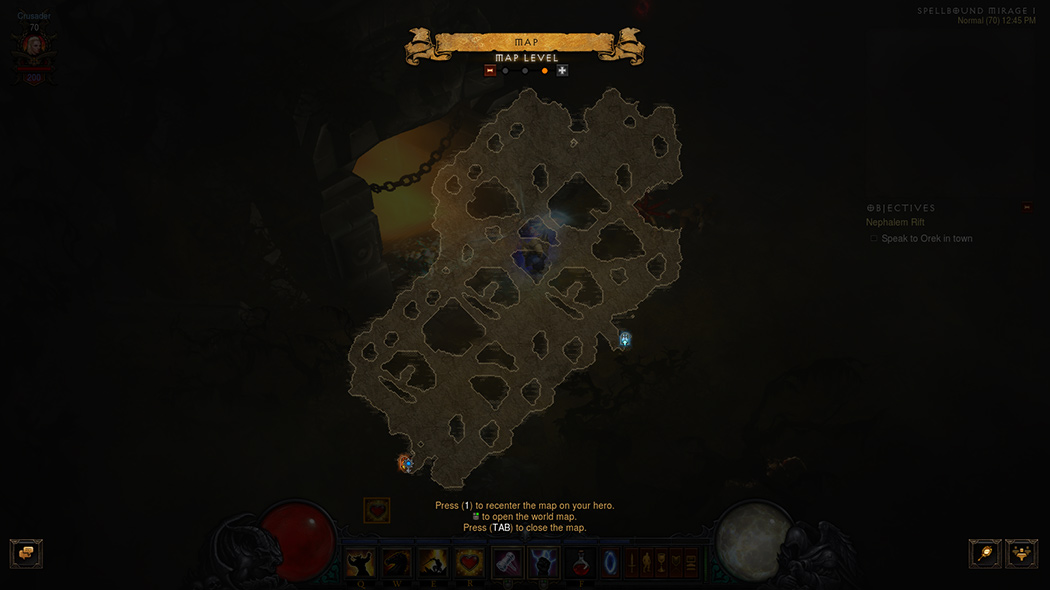 Crusader
70
200
SPELLBOUND MIRAGE 1
Normal (70) 12:45 PM
MAP
MAP LEVEL
OBJECTIVES
Nephalem Rift
Speak to Orek in town
Press (1) to recenter the map on your hero.
to open the world map.
Press (TAB) to close the map.
Q W E R F